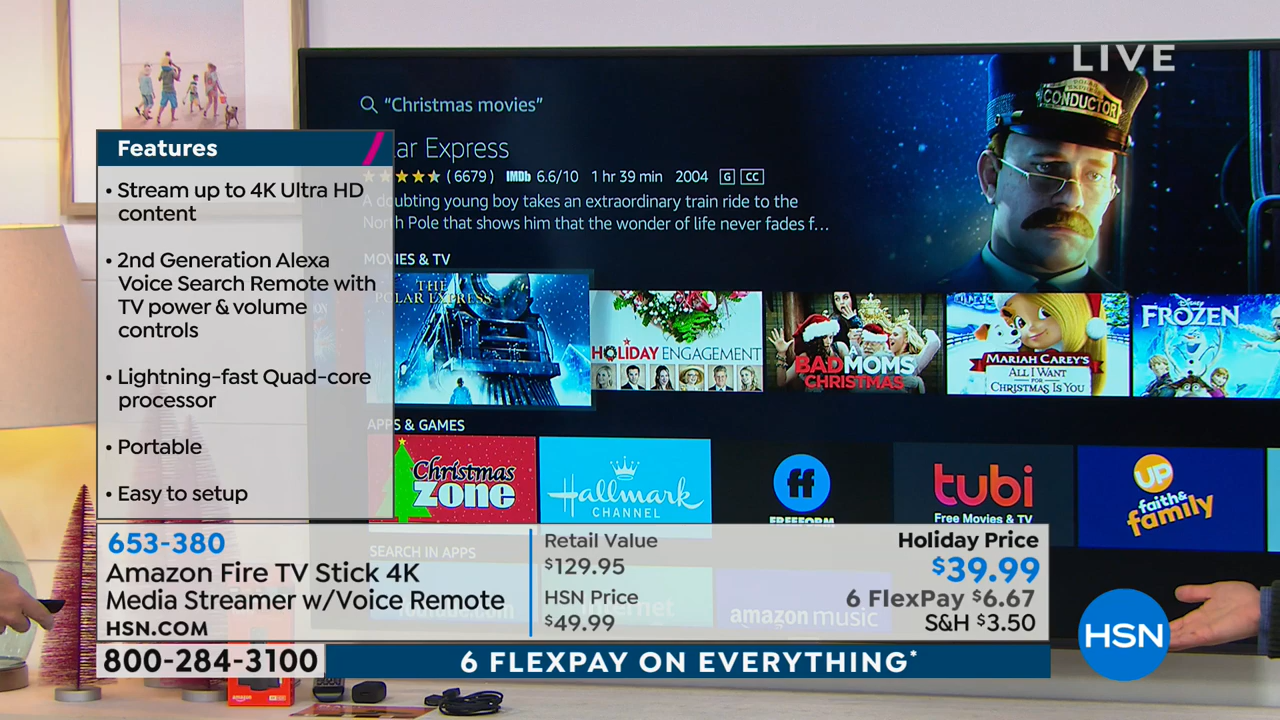 LIVE
"Christmas movies"
CONDUCTOR
Features
ar Express
• Stream up to 4K Ultra HD
content
(6679) IMDb 6.6/10 1 hr 39 min 2004 G CC
A doubting young boy takes an extraordinary train ride to the
North Pole that shows him that the wonder of life never fades f...
• 2nd Generation Alexa
Voice Search Remote with
TV power & volume
controls
• Lightning-fast Quad-core
processor
• Portable
• Easy to setup
MOVIES & TV
THE
POLAR EXPRESS
HOLIDAY ENGAGEMENT
BAD MOMS
CHRISTMAS
MARIAH CAREY'S
ALL I WANT
FOR
CHRISTMAS IS YOU
Disney
FROZEN
APPS & GAMES
Christmas
zone
Hallmark
CHANNEL
ff
FREEFORM
tubi
Free Movies & TV
UP
faith &
family
SEARCH IN APPS
amazon music
653-380
Amazon Fire TV Stick 4K
Media Streamer w/Voice Remote
HSN.COM
Retail Value
$129.95
HSN Price
$49.99
Holiday Price
$39.99
6 FlexPay $6.67
S&H $3.50
HSN
800-284-3100
6 FLEXPAY ON EVERYTHING*
amazon